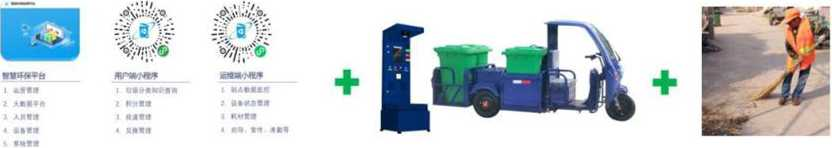 智慧环保平台
1、运营管理
2、大数据平台
3、人员管理
4、设备管理
5、系统管理
用户端小程序
1、垃圾分类知识查询
2、积分管理
3、投递管理
4、兑换管理
运维端小程序
1、站点数据监控
2、设备状态管理
3、耗材管理